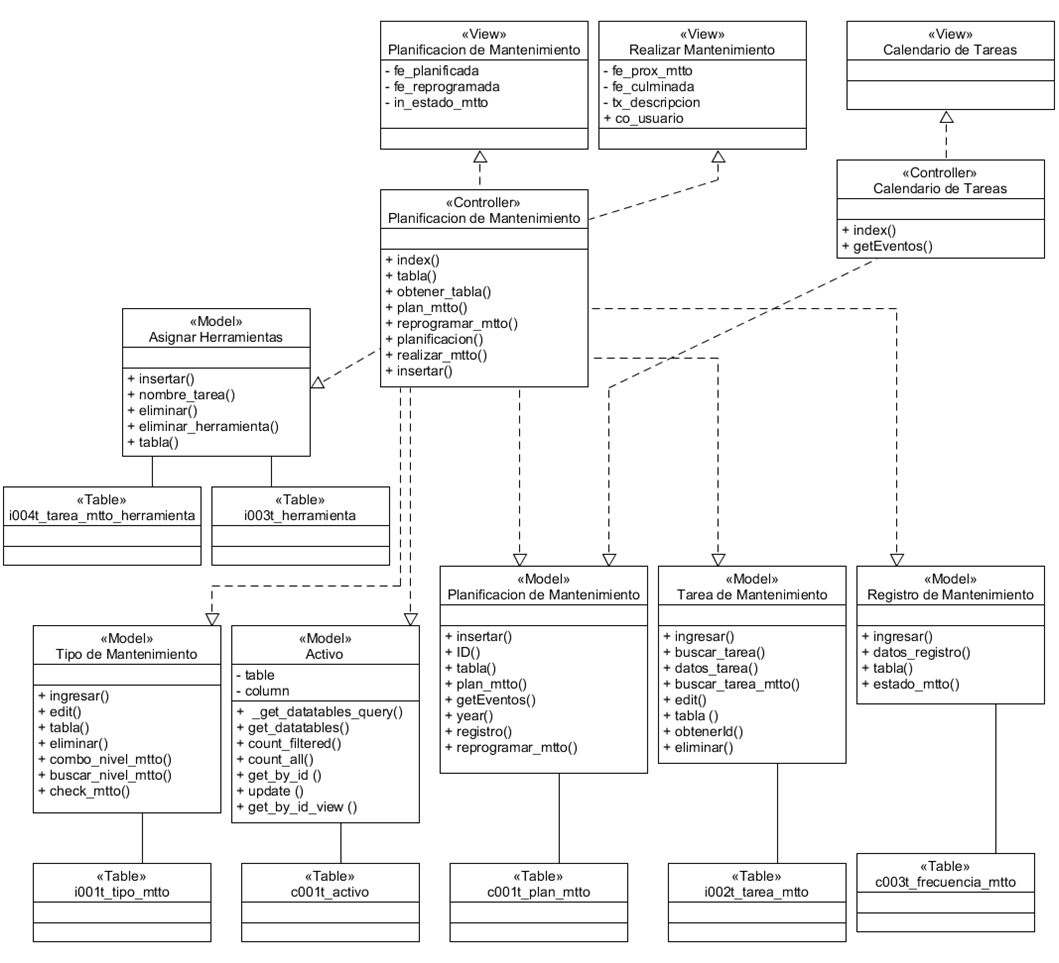 «View»
Planificacion de Mantenimiento
- fe_planificada
- fe_reprogramada
- in_estado_mtto
«View»
Realizar Mantenimiento
- fe_prox_mtto
- fe_culminada
- tx_descripcion
+ co_usuario
«View»
Calendario de Tareas
«Controller»
Planificacion de Mantenimiento
+ index()
+ tabla()
+ obtener_tabla()
+ plan_mtto()
+ reprogramar_mtto()
+ planificacion()
+ realizar_mtto()
+ insertar()
«Controller»
Calendario de Tareas
+ index()
+ getEventos()
«Model»
Asignar Herramientas
+ insertar()
+ nombre_tarea()
+ eliminar()
+ eliminar_herramienta()
+ tabla()
«Table»
i004t_tarea_mtto_herramienta
«Table»
i003t_herramienta
«Model»
Tipo de Mantenimiento
+ ingresar()
+ edit()
+ tabla()
+ eliminar()
+ combo_nivel_mtto()
+ buscar_nivel_mtto()
+ check_mtto()
«Model»
Activo
- table
- column
+ _get_datatables_query()
+ get_datatables()
+ count_filtered()
+ count_all()
+ get_by_id ()
+ update ()
+ get_by_id_view ()
«Model»
Planificacion de Mantenimiento
+ insertar()
+ ID()
+ tabla()
+ plan_mtto()
+ getEventos()
+ year()
+ registro()
+ reprogramar_mtto()
«Model»
Tarea de Mantenimiento
+ ingresar()
+ buscar_tarea()
+ datos_tarea()
+ buscar_tarea_mtto()
+ edit()
+ tabla ()
+ obtenerId()
+ eliminar()
«Model»
Registro de Mantenimiento
+ ingresar()
+ datos_registro()
+ tabla()
+ estado_mtto()
«Table»
i001t_tipo_mtto
«Table»
c001t_activo
«Table»
c001t_plan_mtto
«Table»
i002t_tarea_mtto
«Table»
c003t_frecuencia_mtto